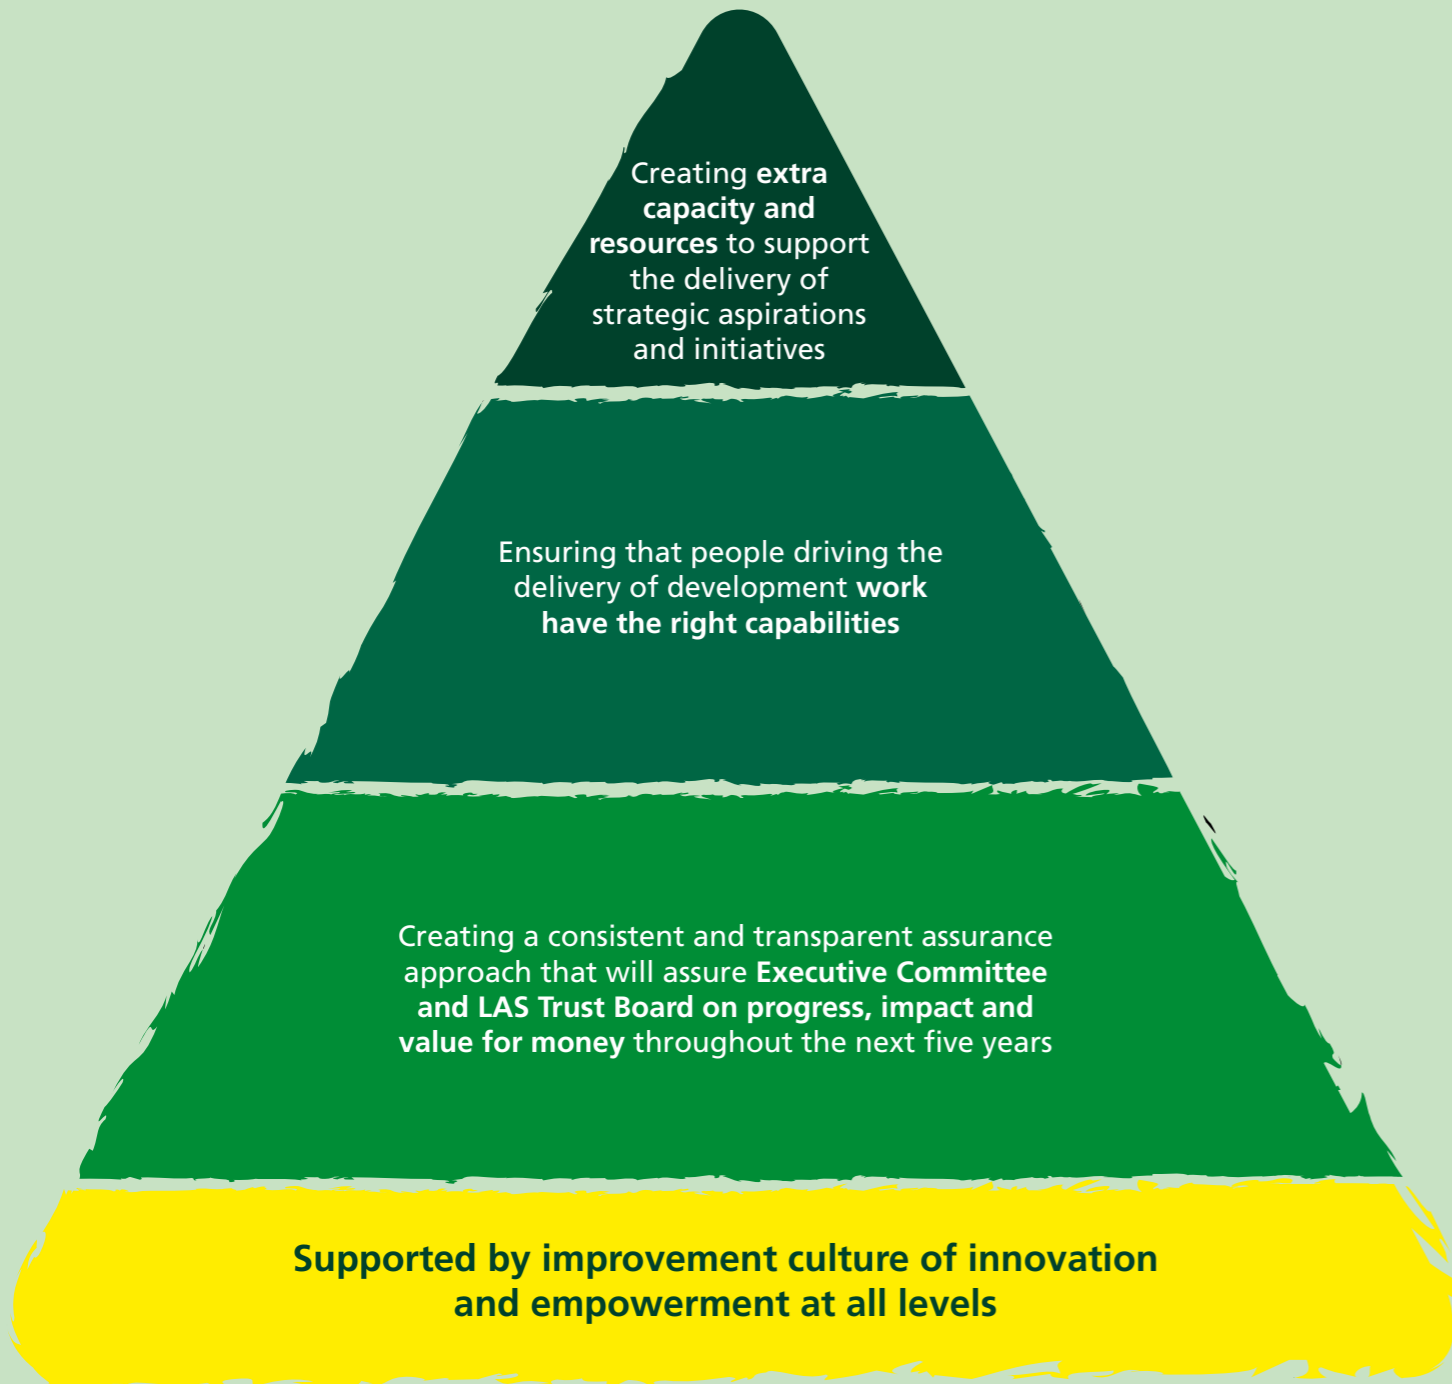 Creating extra
capacity and
resources to support
the delivery of
strategic aspirations
and initiatives
Ensuring that people driving the
delivery of development work
have the right capabilities
Creating a consistent and transparent assurance
approach that will assure Executive Committee
and LAS Trust Board on progress, impact and
value for money throughout the next five years
Supported by improvement culture of innovation
and empowerment at all levels